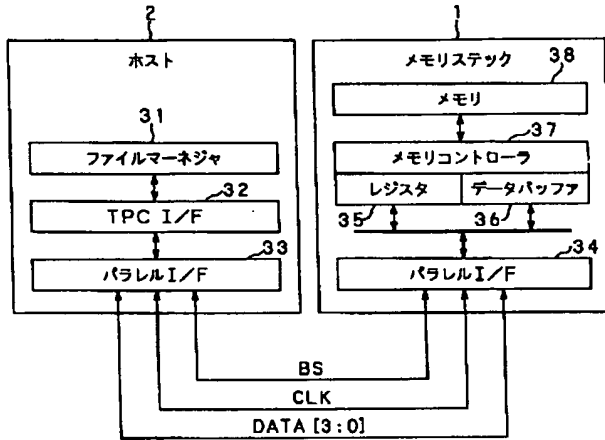 2
ホスト
31
ファイルマーネジャ
32
TPC I/F
33
パラレルI/F
1
メモリステック
38
メモリ
37
メモリコントローラ
レジスタ
データバッファ
35
36
34
パラレルI/F
BS
CLK
DATA [3:0]